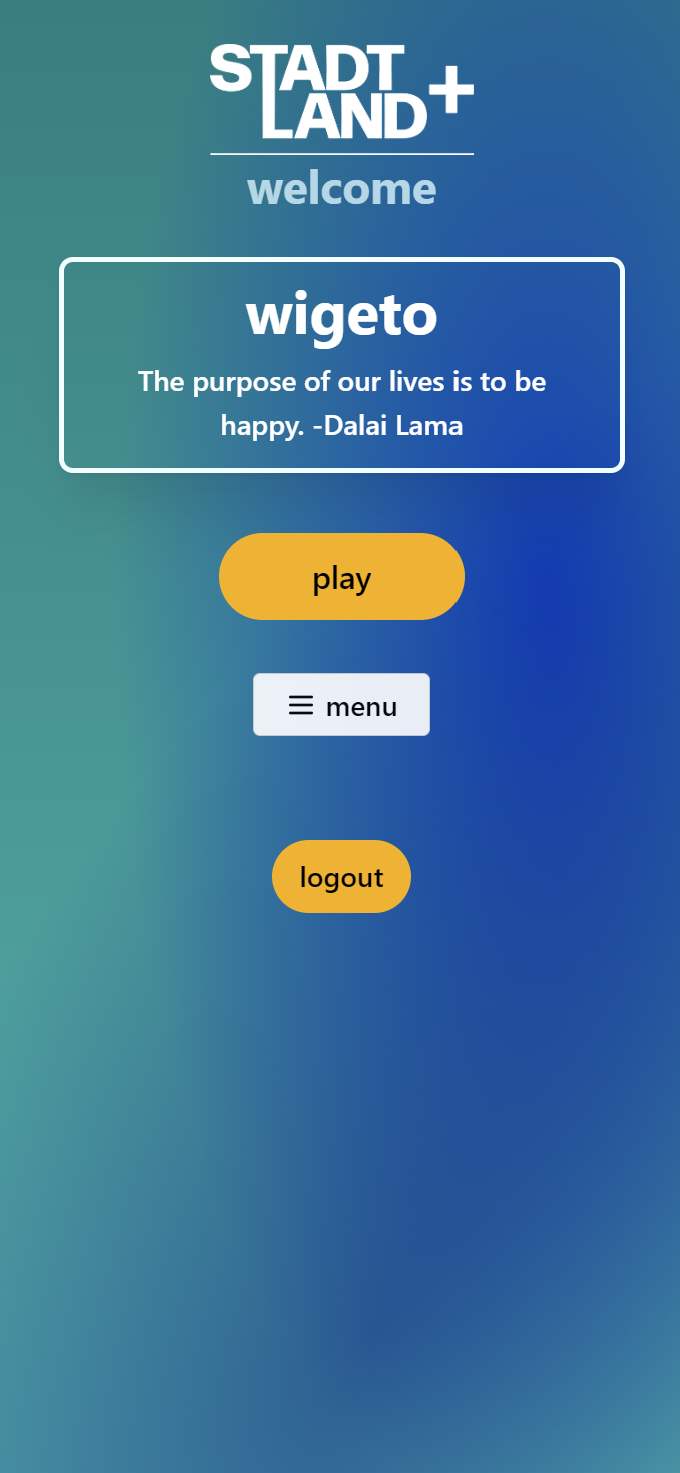 STADT
LAND+
welcome
wigeto
The purpose of our lives is to be
happy. -Dalai Lama
play
menu
logout